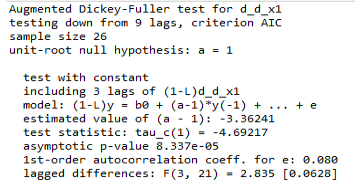 Augmented Dickey-Fuller test for d_d_x1
testing down from 9 lags, criterion AIC
sample size 26
unit-root null hypothesis: a = 1
test with constant
including 3 lags of (1-L)d_d_x1
model: (1-L)y = b0 + (a-1)*y(-1) + ... + e
estimated value of (a - 1): -3.36241
test statistic: tau_c(1) = -4.69217
asymptotic p-value 8.337e-05
1st-order autocorrelation coeff. for e: 0.080
lagged differences: F(3, 21) = 2.835 [0.0628]